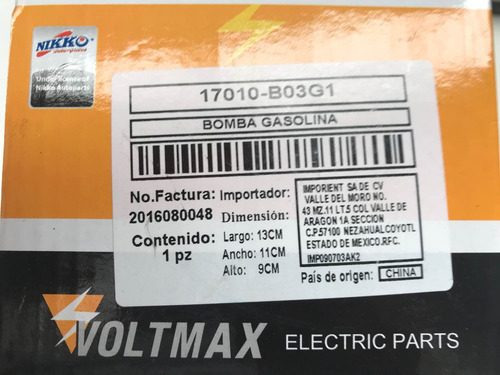 NIKKO
Autoparts
Under licence of
Nikko Autoparts
17010-B03G1
BOMBA GASOLINA
No.Factura:
2016080048
Contenido:
1 pz
Importador:
Dimensión:
Largo: 13CM
Ancho: 11CM
Alto: 9CM
IMPORIENT SA DE CV
VALLE DEL MORO NO.
43 MZ.11 LT.5 COL VALLE DE
ARAGON 1A SECCION
C.P.57100 NEZAHUALCOYOTL
ESTADO DE MEXICO.RFC.
IMP090703AK2
País de origen: CHINA
VOLTMAX
ELECTRIC PARTS